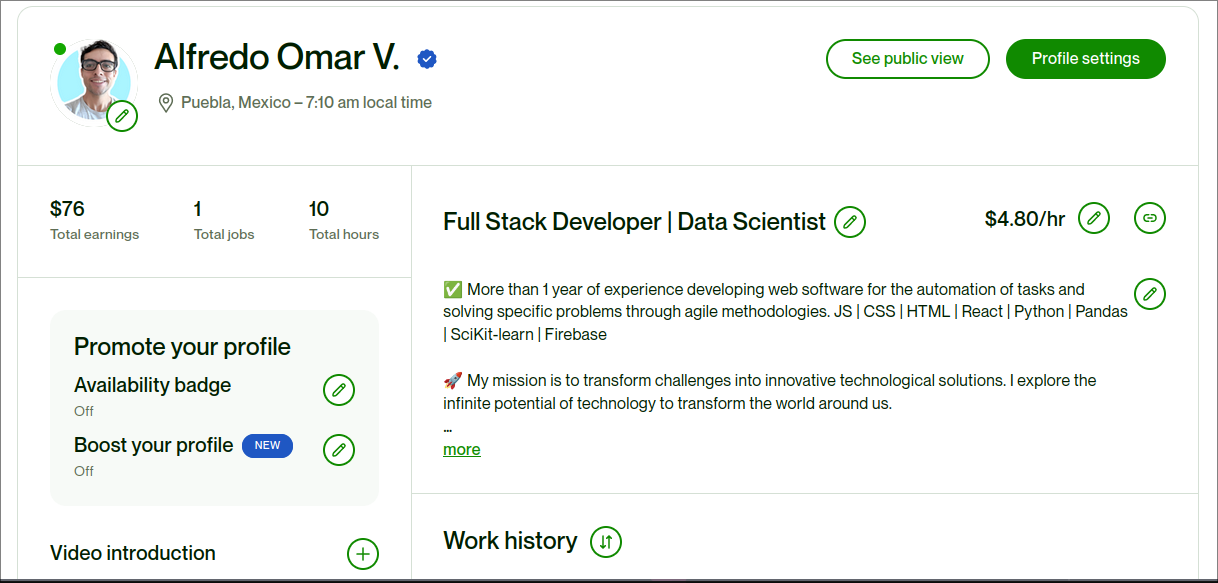 Alfredo Omar V.
Puebla, Mexico – 7:10 am local time
See public view
Profile settings
$76
Total earnings
1
Total jobs
10
Total hours
Promote your profile
Availability badge
Off
Boost your profile NEW
Off
Video introduction
Full Stack Developer | Data Scientist
$4.80/hr
✅ More than 1 year of experience developing web software for the automation of tasks and
solving specific problems through agile methodologies. JS | CSS | HTML | React | Python | Pandas
| SciKit-learn | Firebase
🚀 My mission is to transform challenges into innovative technological solutions. I explore the
infinite potential of technology to transform the world around us.
...
more
Work history